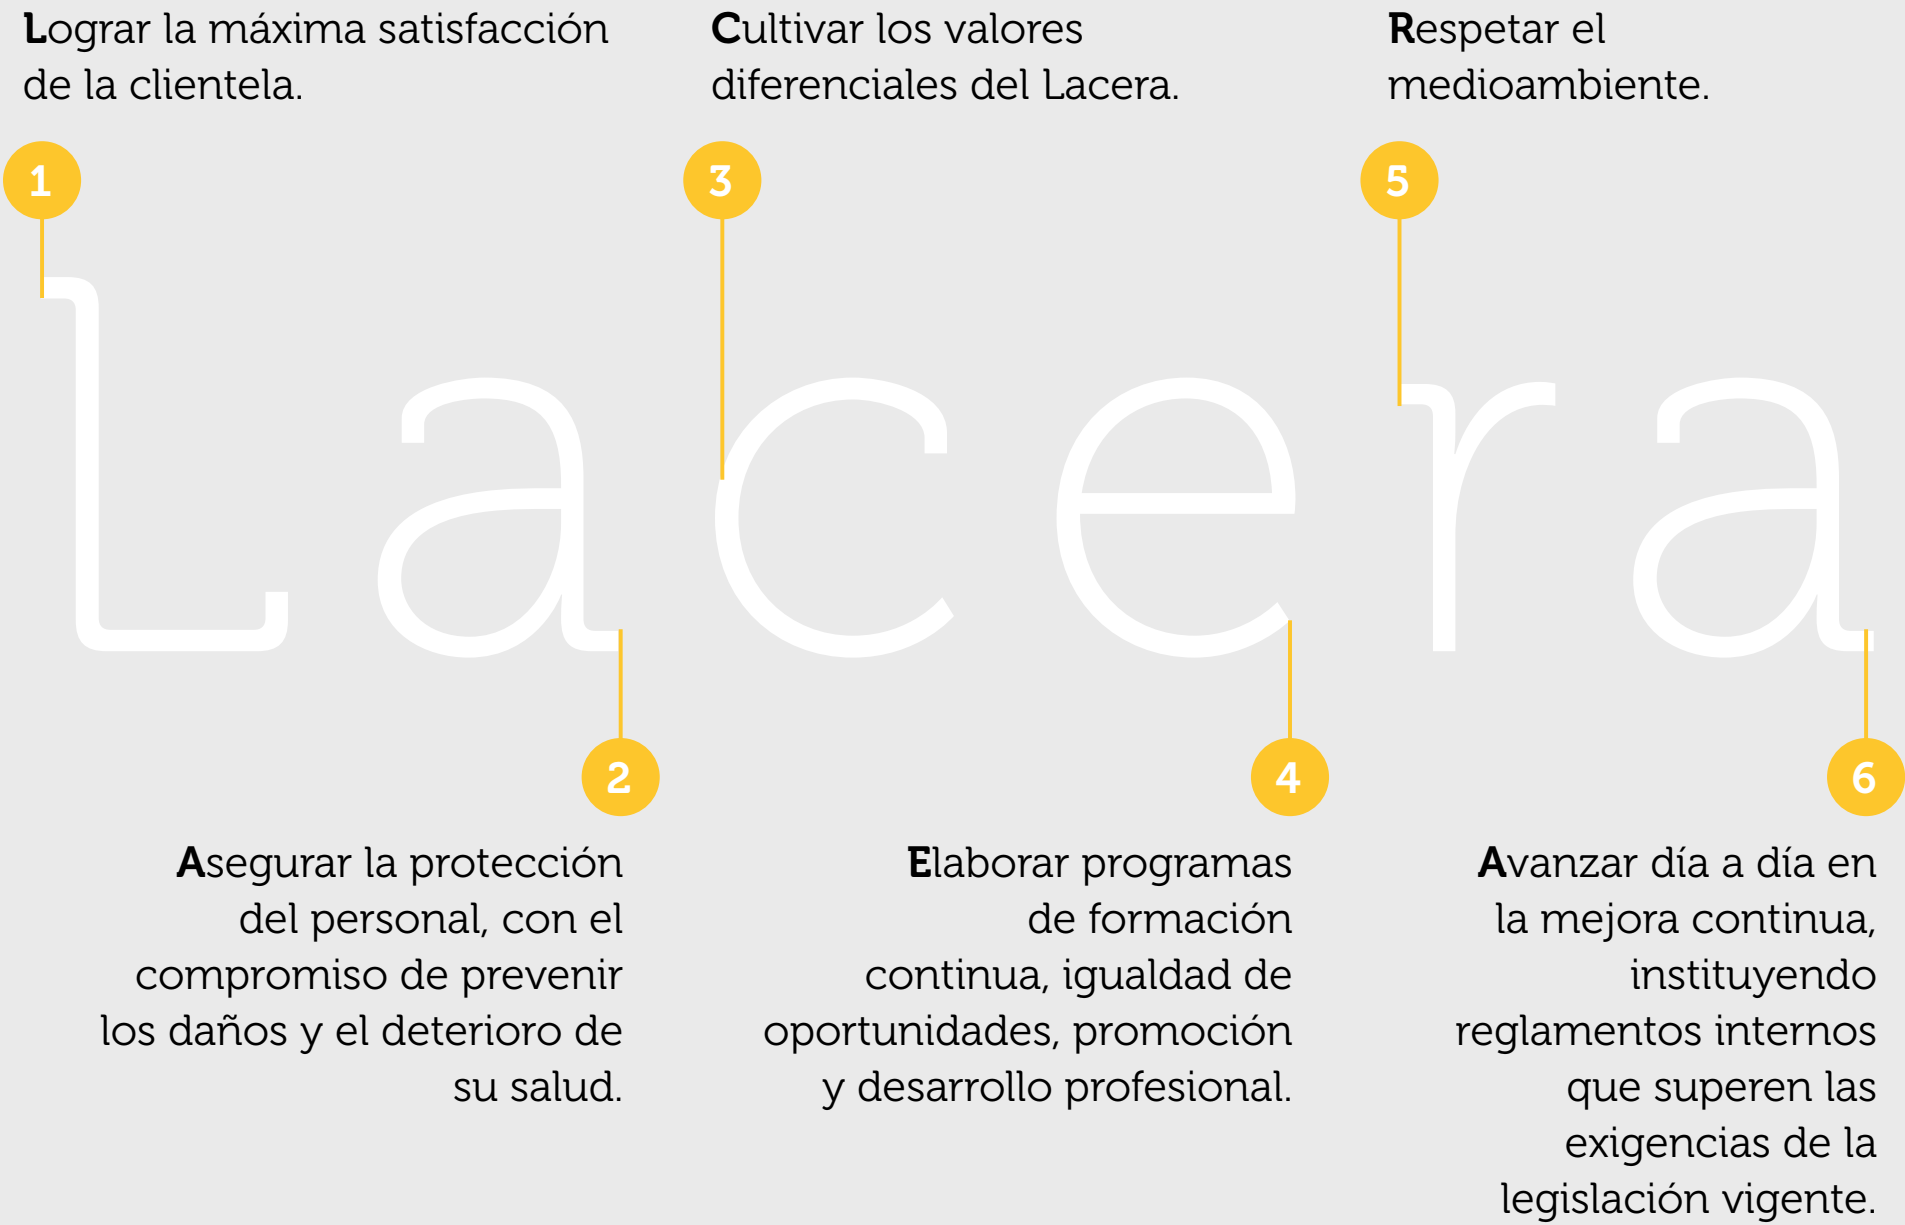 Lograr la máxima satisfacción
de la clientela.
Cultivar los valores
diferenciales del Lacera.
Respetar el
medioambiente.
1
3
5
Lacera
2
4
6
Asegurar la protección
del personal, con el
compromiso de prevenir
los daños y el deterioro de
su salud.
Elaborar programas
de formación
continua, igualdad de
oportunidades, promoción
y desarrollo profesional.
Avanzar día a día en
la mejora continua,
instituyendo
reglamentos internos
que superen las
exigencias de la
legislación vigente.